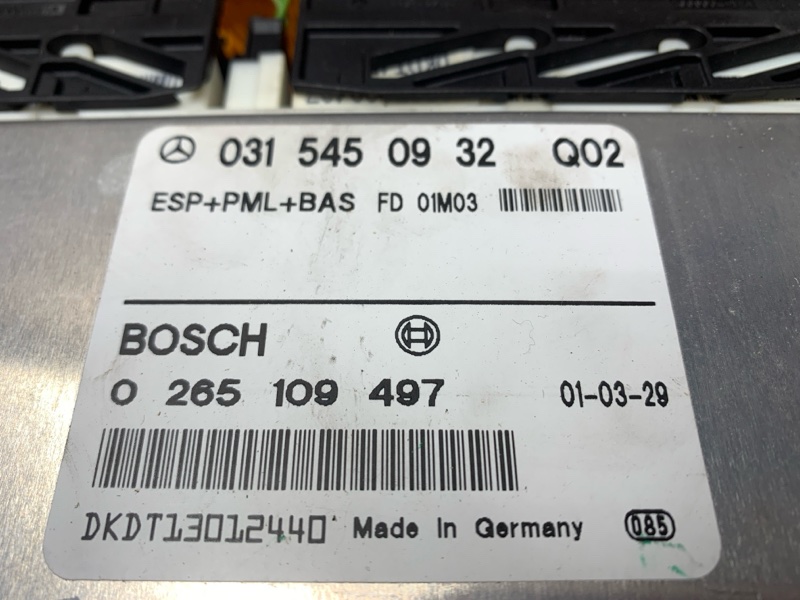 031 545 09 32 Q02
ESP+PML+BAS FD 01M03
BOSCH
0 265 109 497 01-03-29
DKDT13012440 Made in Germany 085